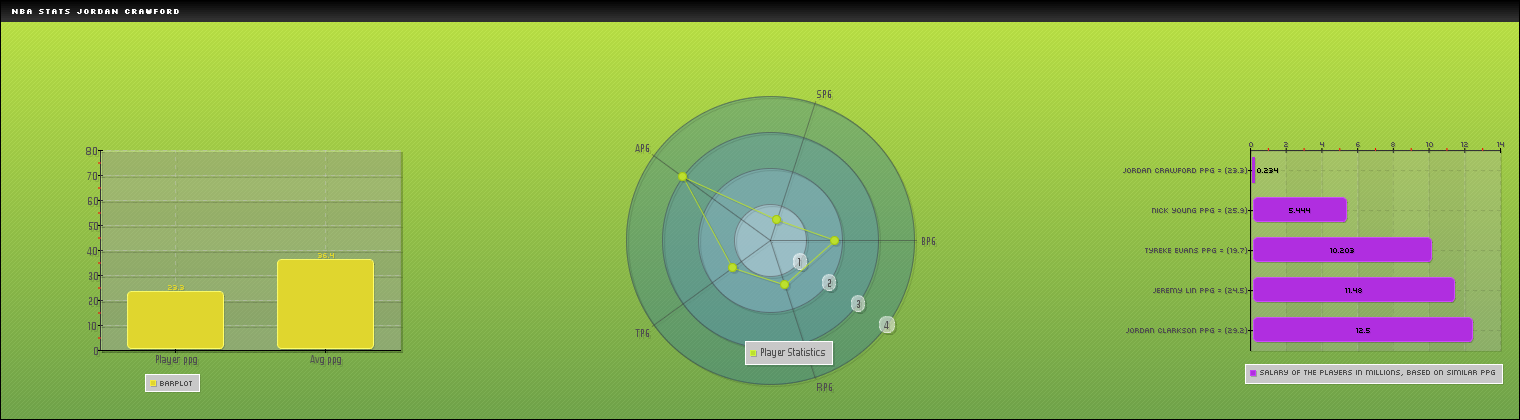 NBA STATS JORDAN CRAWFORD
80
70
60
50
40
30
20
10
0
23.3
36.4
Player ppg
Avg ppg
BARPLOT
SPG
APG
BPG
TPG
RPG
1
2
3
4
Player Statistics
0 2 4 6 8 10 12 14
JORDAN CRAWFORD PPG = (23.3) 0.234
NICK YOUNG PPG = (25.9) 5.444
TYREKE EVANS PPG = (19.7) 10.203
JEREMY LIN PPG = (24.5) 11.48
JORDAN CLARKSON PPG = (29.2) 12.5
SALARY OF THE PLAYERS IN MILLIONS, BASED ON SIMILAR PPG